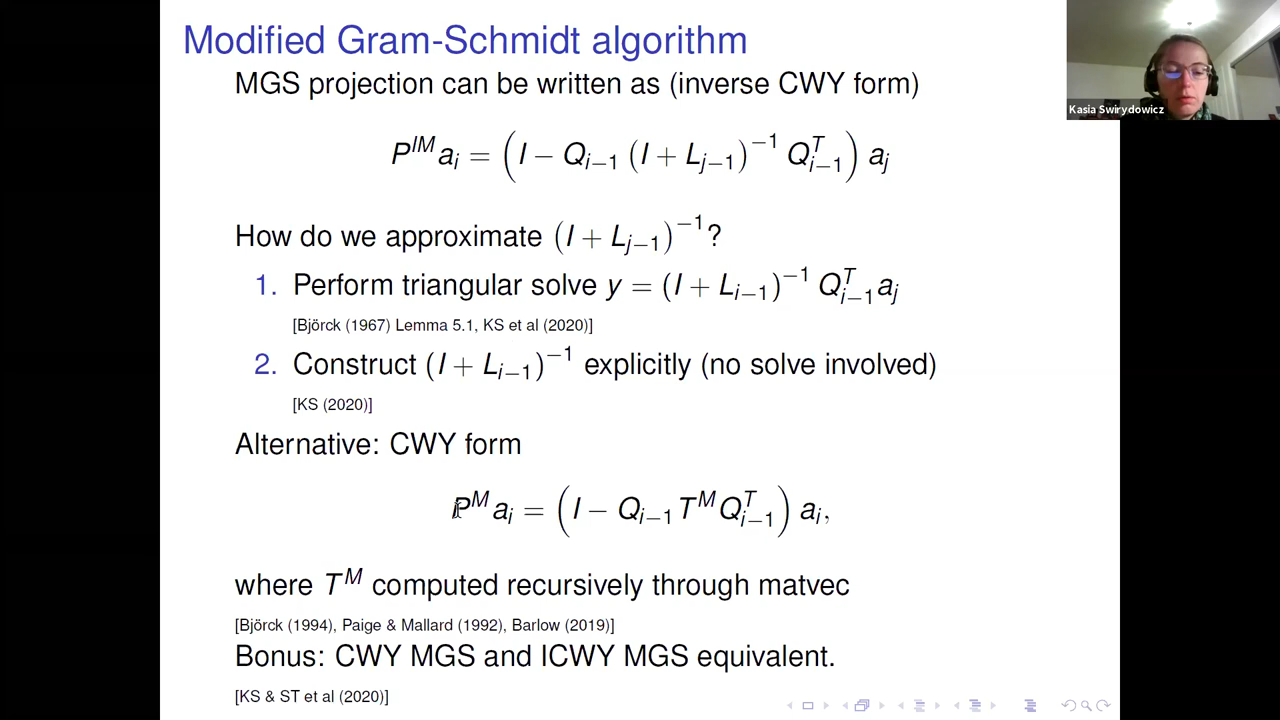 Modified Gram-Schmidt algorithm
MGS projection can be written as (inverse CWY form)
P^{IM} a_i = (I − Q_{i−1} (I + L_{j−1})^{−1} Q_{i−1}^T) a_j
How do we approximate (I + L_{j−1})^{−1}?
1. Perform triangular solve y = (I + L_{i−1})^{−1} Q_{i−1}^T a_j
[Björck (1967) Lemma 5.1, KS et al (2020)]
2. Construct (I + L_{i−1})^{−1} explicitly (no solve involved)
[KS (2020)]
Alternative: CWY form
P^M a_i = (I − Q_{i−1} T^M Q_{i−1}^T) a_i,
where T^M computed recursively through matvec
[Björck (1994), Paige & Mallard (1992), Barlow (2019)]
Bonus: CWY MGS and ICWY MGS equivalent.
[KS & ST et al (2020)]
Kasia Swirydowicz